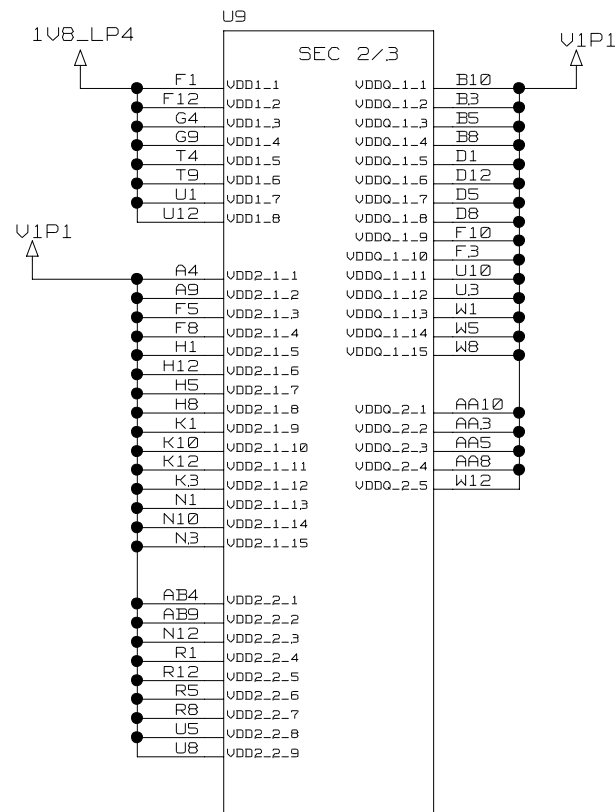 U9
1V8_LP4
SEC 2/3
V1P1
F1 VDD1_1
F12 VDD1_2
G4 VDD1_3
G9 VDD1_4
T4 VDD1_5
T9 VDD1_6
U1 VDD1_7
U12 VDD1_8
VDDQ_1_1 B10
VDDQ_1_2 B3
VDDQ_1_3 B5
VDDQ_1_4 B8
VDDQ_1_5 D1
VDDQ_1_6 D12
VDDQ_1_7 D5
VDDQ_1_8 D8
VDDQ_1_9 F10
VDDQ_1_10 F3
VDDQ_1_11 U10
VDDQ_1_12 U3
VDDQ_1_13 W1
VDDQ_1_14 W5
VDDQ_1_15 W8
V1P1
A4 VDD2_1_1
A9 VDD2_1_2
F5 VDD2_1_3
F8 VDD2_1_4
H1 VDD2_1_5
H12 VDD2_1_6
H5 VDD2_1_7
H8 VDD2_1_8
K1 VDD2_1_9
K10 VDD2_1_10
K12 VDD2_1_11
K3 VDD2_1_12
N1 VDD2_1_13
N10 VDD2_1_14
N3 VDD2_1_15
VDDQ_2_1 AA10
VDDQ_2_2 AA3
VDDQ_2_3 AA5
VDDQ_2_4 AA8
VDDQ_2_5 W12
AB4 VDD2_2_1
AB9 VDD2_2_2
N12 VDD2_2_3
R1 VDD2_2_4
R12 VDD2_2_5
R5 VDD2_2_6
R8 VDD2_2_7
U5 VDD2_2_8
U8 VDD2_2_9